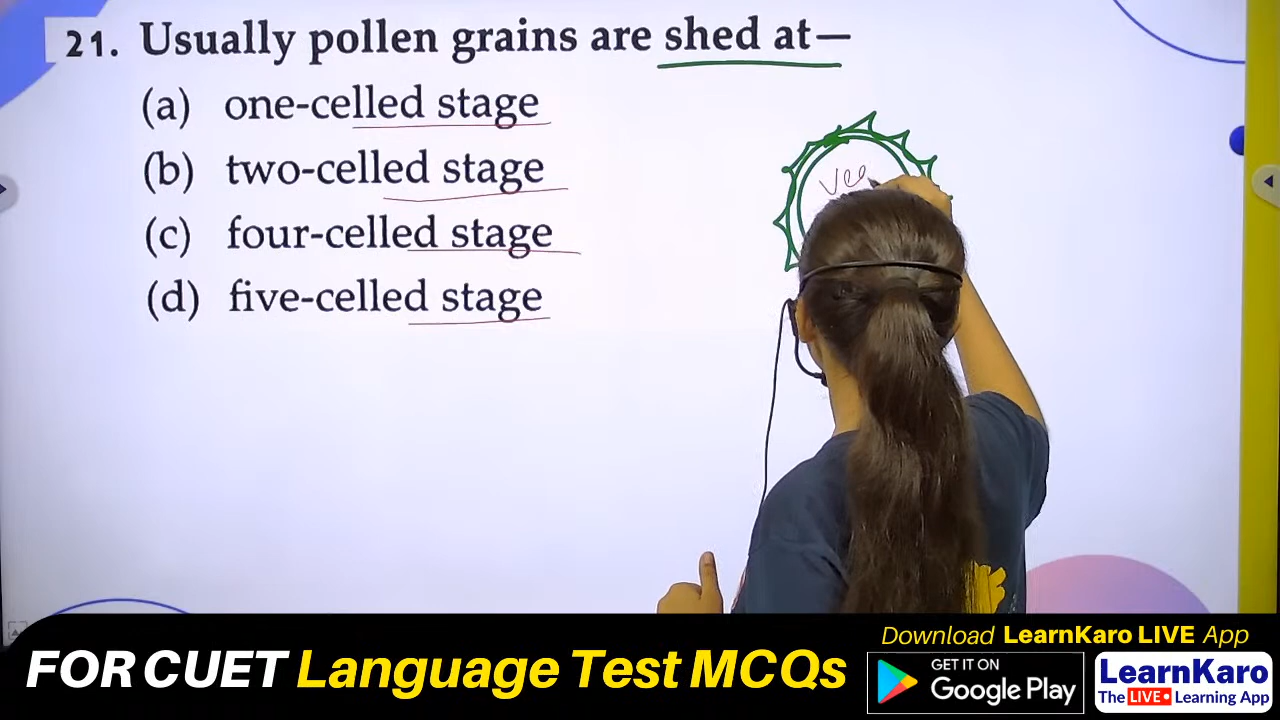 21. Usually pollen grains are shed at—
(a) one-celled stage
(b) two-celled stage
(c) four-celled stage
(d) five-celled stage
FOR CUET Language Test MCQs
Download LearnKaro LIVE App
GET IT ON
Google Play
LearnKaro
The LIVE Learning App